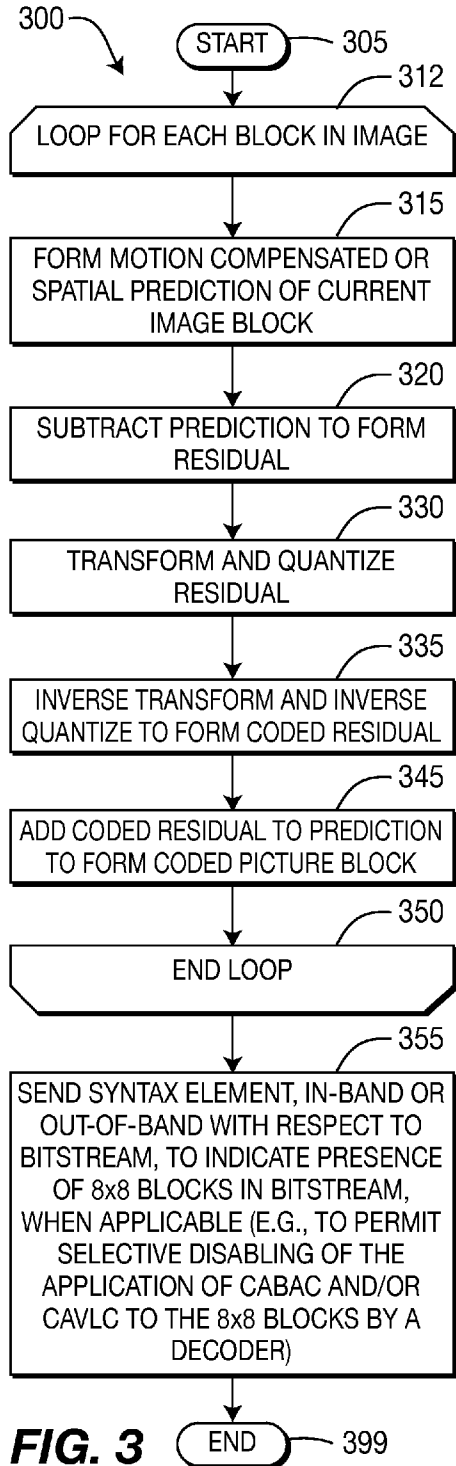 300
START
305
312
LOOP FOR EACH BLOCK IN IMAGE
315
FORM MOTION COMPENSATED OR
SPATIAL PREDICTION OF CURRENT
IMAGE BLOCK
320
SUBTRACT PREDICTION TO FORM
RESIDUAL
330
TRANSFORM AND QUANTIZE
RESIDUAL
335
INVERSE TRANSFORM AND INVERSE
QUANTIZE TO FORM CODED RESIDUAL
345
ADD CODED RESIDUAL TO PREDICTION
TO FORM CODED PICTURE BLOCK
350
END LOOP
355
SEND SYNTAX ELEMENT, IN-BAND OR
OUT-OF-BAND WITH RESPECT TO
BITSTREAM, TO INDICATE PRESENCE
OF 8x8 BLOCKS IN BITSTREAM,
WHEN APPLICABLE (E.G., TO PERMIT
SELECTIVE DISABLING OF THE
APPLICATION OF CABAC AND/OR
CAVLC TO THE 8x8 BLOCKS BY A
DECODER)
FIG. 3
END
399